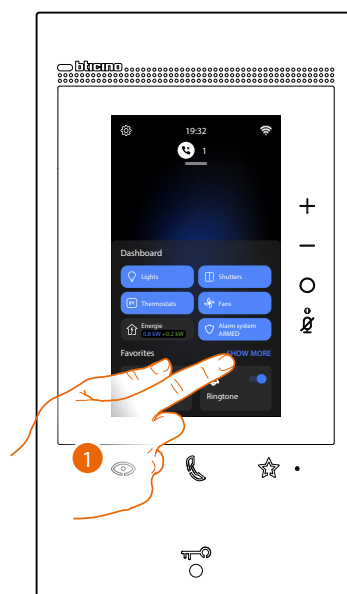 bticino
19:32
1
Dashboard
Lights
Shutters
Thermostats
Fans
Energie
0.8 kW +0.2 kW
Alarm system
ARMED
Favorites
SHOW MORE
Ringtone
1